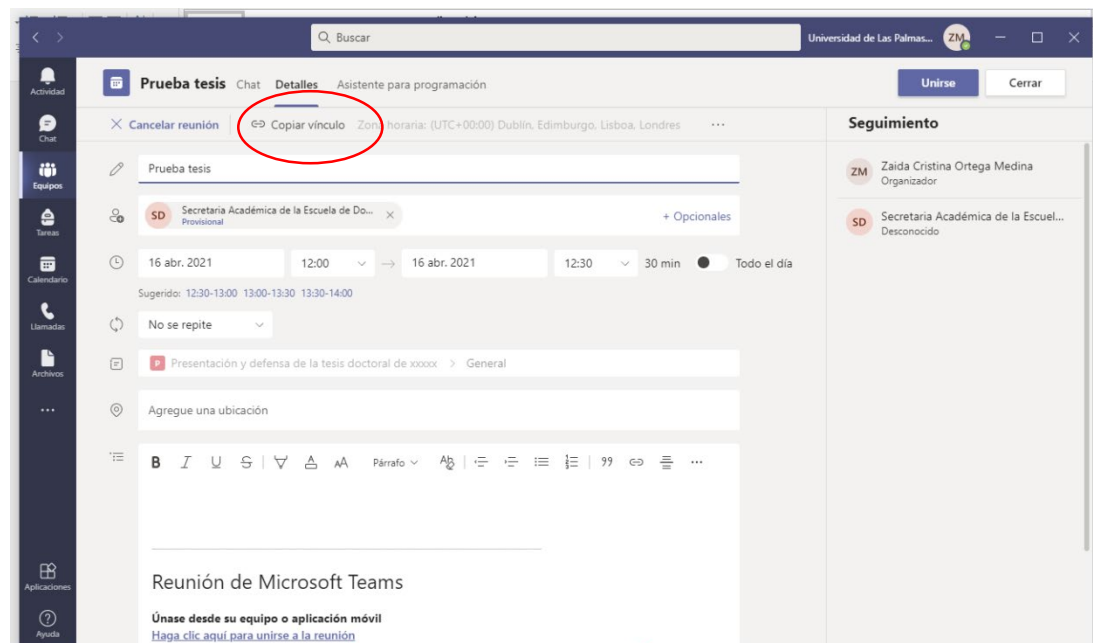 Buscar
Universidad de Las Palmas... ZM
Actividad
Chat
Equipos
Tareas
Calendario
Llamadas
Archivos
Aplicaciones
Ayuda
Prueba tesis Chat Detalles Asistente para programación Unirse Cerrar
Cancelar reunión Copiar vínculo Zona horaria: (UTC+00:00) Dublín, Edimburgo, Lisboa, Londres ...
Prueba tesis
SD Secretaria Académica de la Escuela de Do...
Provisional
+ Opcionales
16 abr. 2021 12:00 → 16 abr. 2021 12:30 30 min Todo el día
Sugerido: 12:30-13:00 13:00-13:30 13:30-14:00
No se repite
P Presentación y defensa de la tesis doctoral de xxxxx > General
Agregue una ubicación
B I U S A AA Párrafo Ab
Reunión de Microsoft Teams
Únase desde su equipo o aplicación móvil
Haga clic aquí para unirse a la reunión
Seguimiento
ZM Zaida Cristina Ortega Medina
Organizador
SD Secretaria Académica de la Escuel...
Desconocido